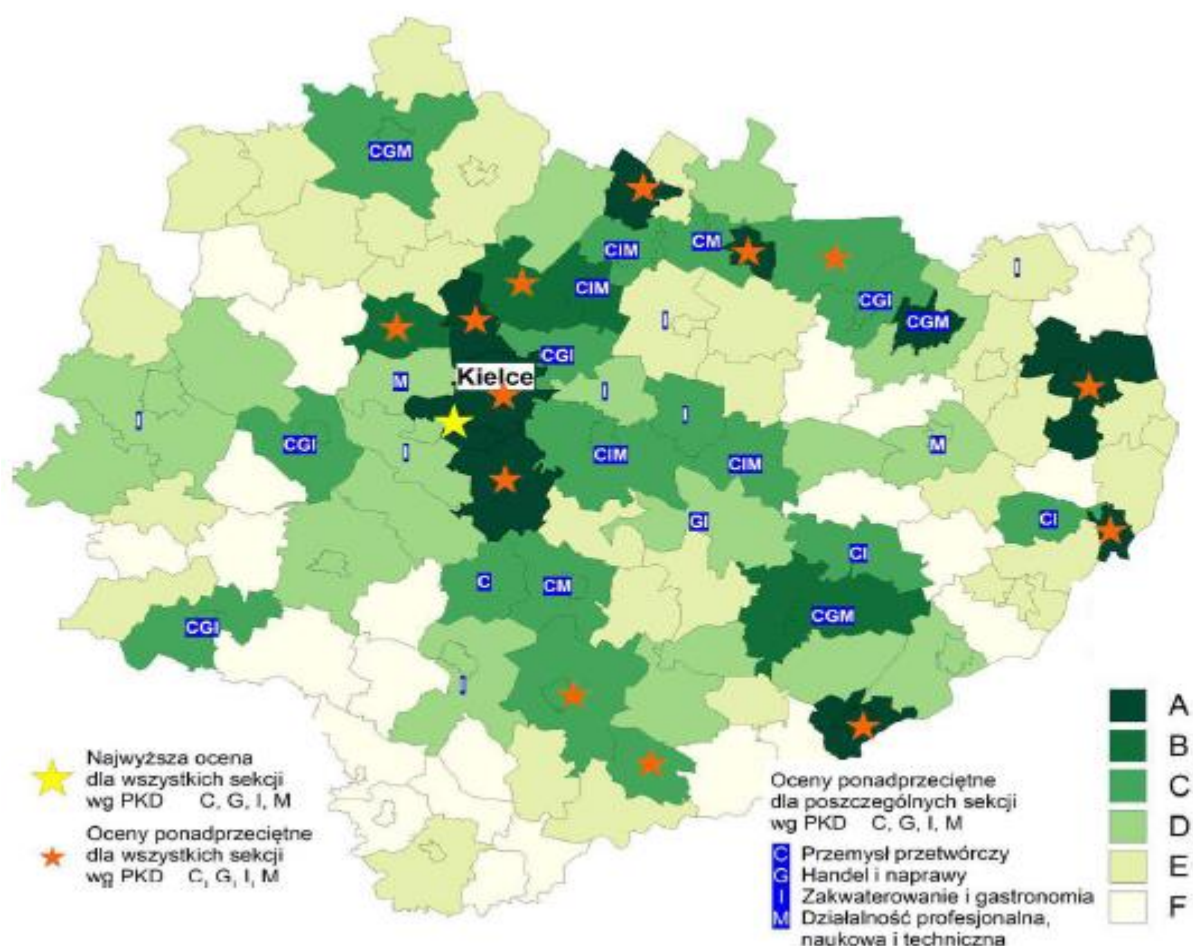 CGM
CIM
CM
I
CIM
I
CGI
CGM
CGI
M
Kielce
I
I
I
CGI
I
CIM
CIM
M
GI
CI
CI
C
CM
CGM
CGI
I
Najwyższa ocena
dla wszystkich sekcji
wg PKD C, G, I, M
Oceny ponadprzeciętne
dla wszystkich sekcji
wg PKD C, G, I, M
Oceny ponadprzeciętne
dla poszczególnych sekcji
wg PKD C, G, I, M
C Przemysł przetwórczy
G Handel i naprawy
I Zakwaterowanie i gastronomia
M Działalność profesjonalna,
naukowa i techniczna
A
B
C
D
E
F